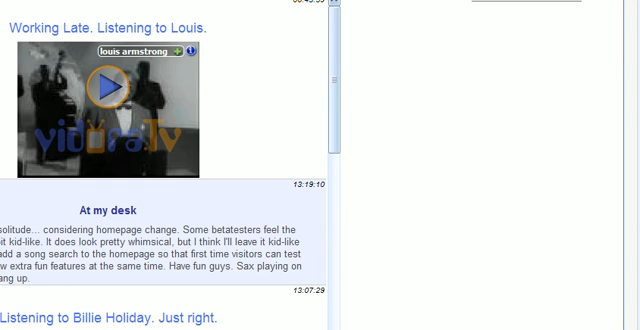 Working Late. Listening to Louis.
louis armstrong
vidora.Tv
13:19:10
At my desk
solitude... considering homepage change. Some betatesters feel the
it kid-like. It does look pretty whimsical, but I think I'll leave it kid-like
add a song search to the homepage so that first time visitors can test
w extra fun features at the same time. Have fun guys. Sax playing on
ang up.
13:07:29
Listening to Billie Holiday. Just right.